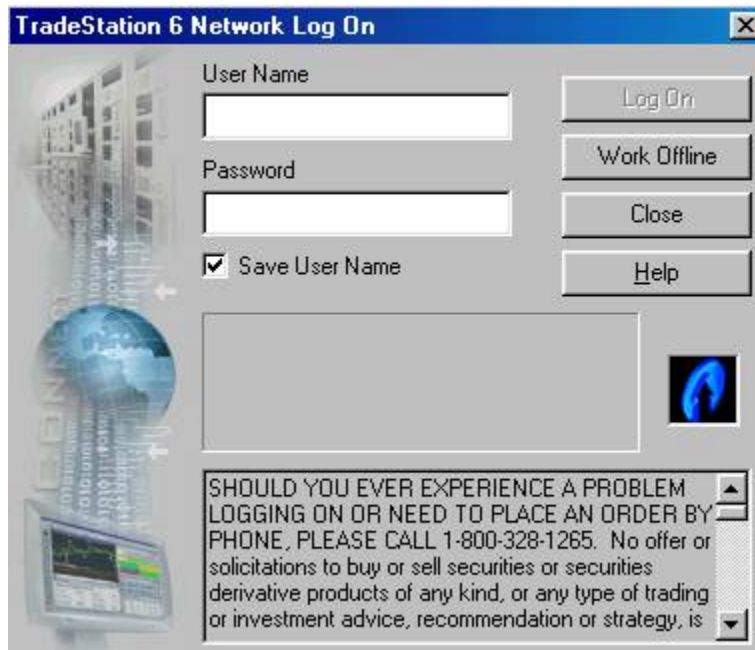 TradeStation 6 Network Log On
User Name
Log On
Work Offline
Password
Close
Save User Name
Help
CONNECT
SHOULD YOU EVER EXPERIENCE A PROBLEM
LOGGING ON OR NEED TO PLACE AN ORDER BY
PHONE, PLEASE CALL 1-800-328-1265. No offer or
solicitations to buy or sell securities or securities
derivative products of any kind, or any type of trading
or investment advice, recommendation or strategy, is